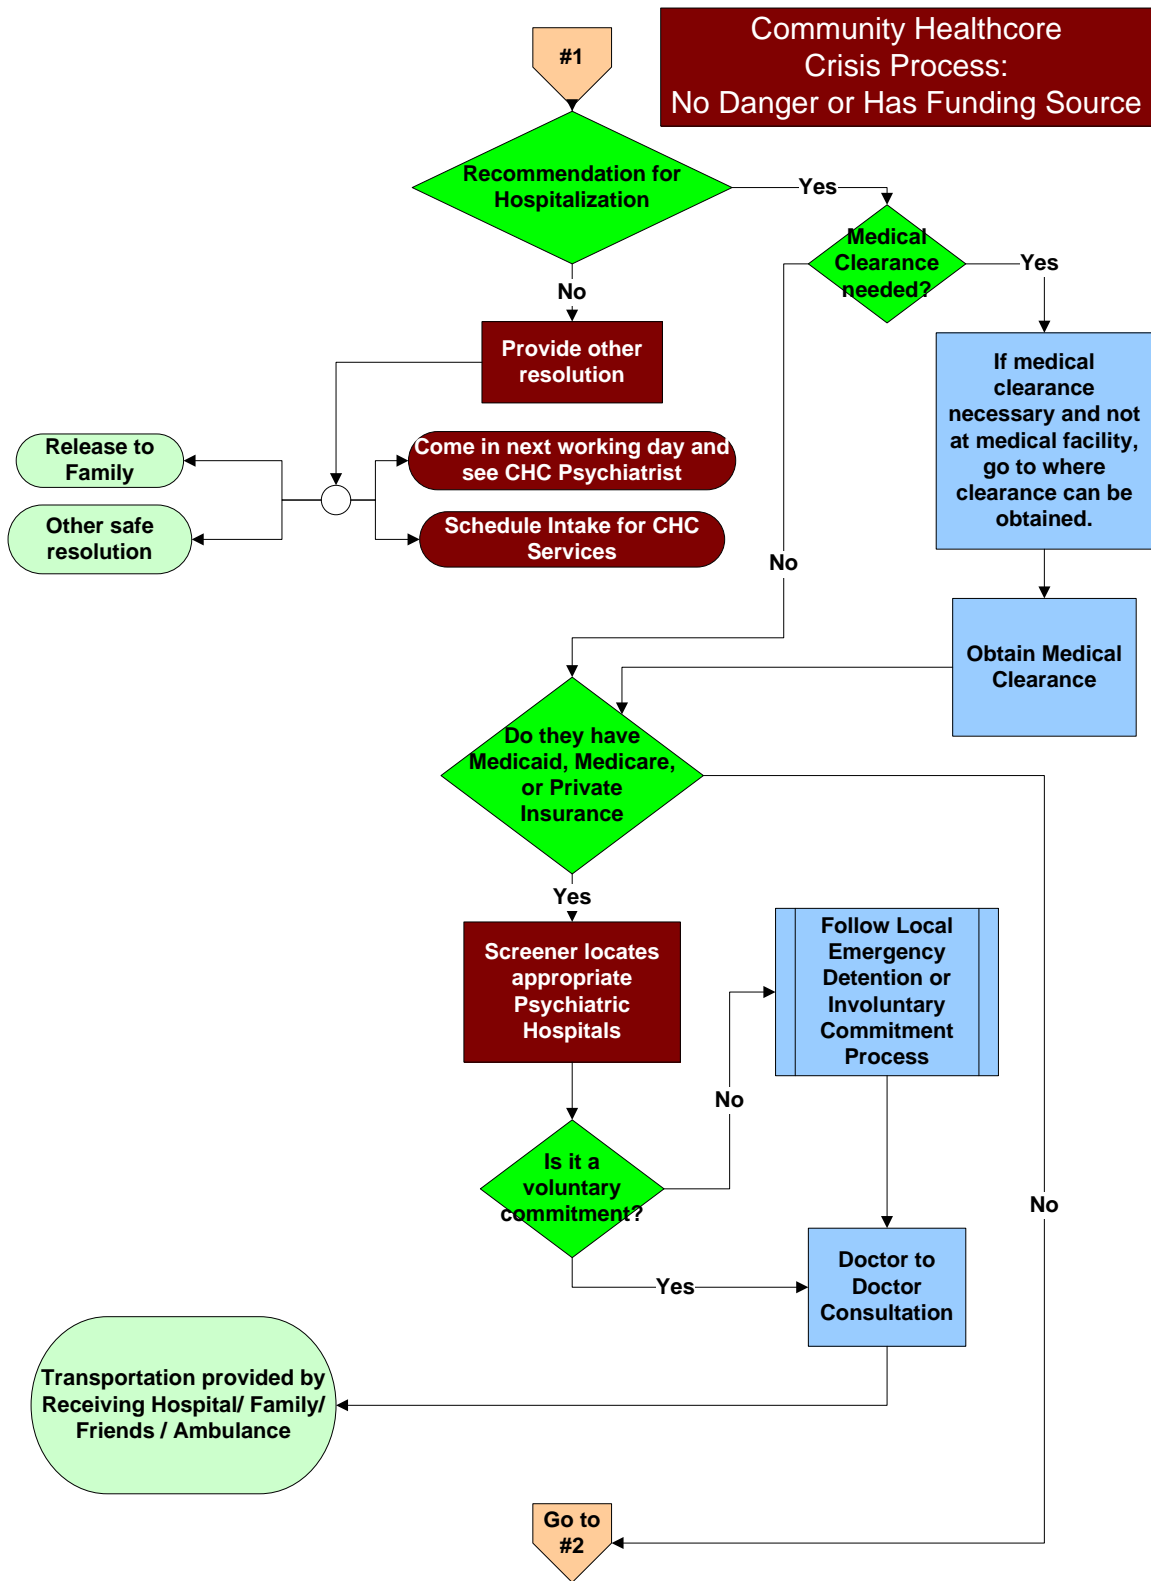 Community Healthcore
Crisis Process:
No Danger or Has Funding Source
#1
Recommendation for
Hospitalization
Yes
Medical
Clearance
needed?
Yes
No
Provide other
resolution
If medical
clearance
necessary and not
at medical facility,
go to where
clearance can be
obtained.
Release to
Family
Come in next working day and
see CHC Psychiatrist
Other safe
resolution
Schedule Intake for CHC
Services
No
Obtain Medical
Clearance
Do they have
Medicaid, Medicare,
or Private
Insurance
Yes
Screener locates
appropriate
Psychiatric
Hospitals
Follow Local
Emergency
Detention or
Involuntary
Commitment
Process
No
Is it a
voluntary
commitment?
No
Yes
Doctor to
Doctor
Consultation
Transportation provided by
Receiving Hospital/ Family/
Friends / Ambulance
Go to
#2